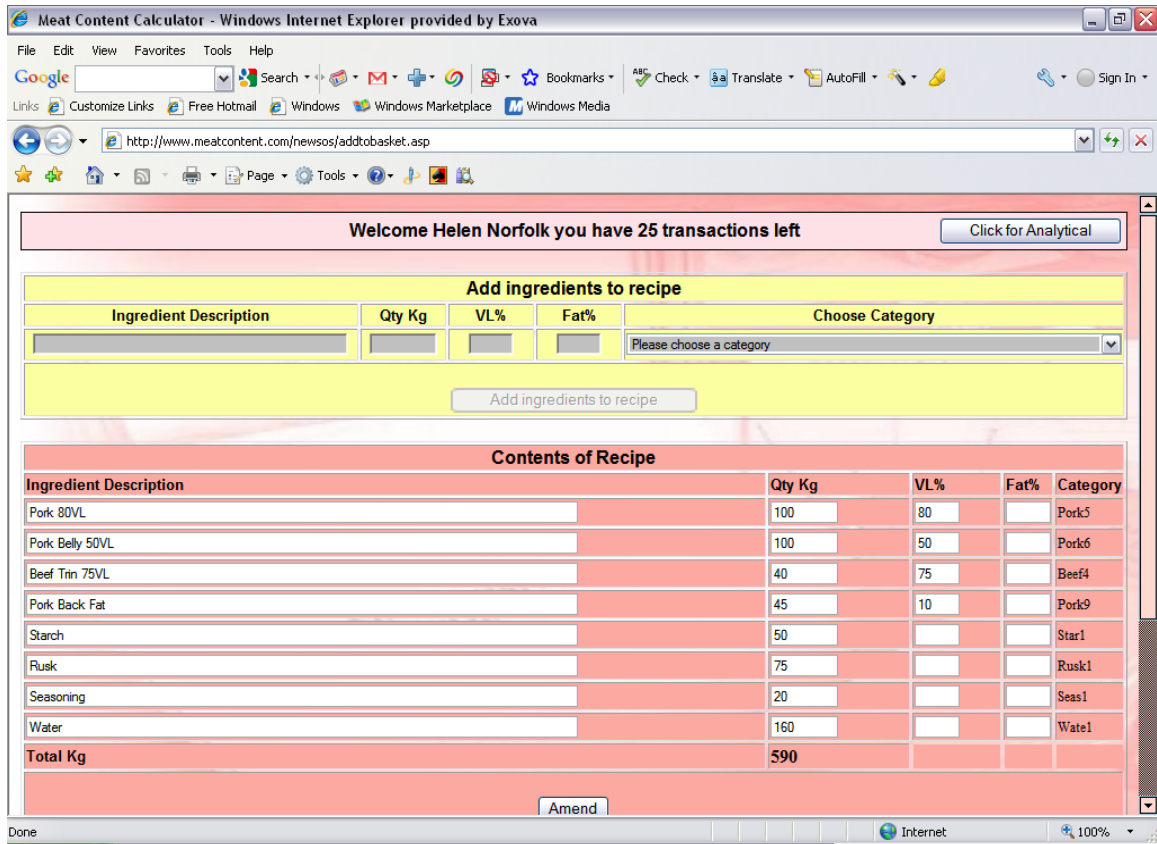 Meat Content Calculator - Windows Internet Explorer provided by Exova
File Edit View Favorites Tools Help
Google Search Bookmarks ABC Check âa Translate AutoFill Sign In
Links Customize Links Free Hotmail Windows Windows Marketplace Windows Media
http://www.meatcontent.com/newsos/addtobasket.asp
Page Tools
Welcome Helen Norfolk you have 25 transactions left Click for Analytical
Add ingredients to recipe
Ingredient Description Qty Kg VL% Fat% Choose Category
Please choose a category
Add ingredients to recipe
Contents of Recipe
Ingredient Description Qty Kg VL% Fat% Category
Pork 80VL 100 80 Pork5
Pork Belly 50VL 100 50 Pork6
Beef Trin 75VL 40 75 Beef4
Pork Back Fat 45 10 Pork9
Starch 50 Star1
Rusk 75 Rusk1
Seasoning 20 Seas1
Water 160 Wate1
Total Kg 590
Amend
Done Internet 100%